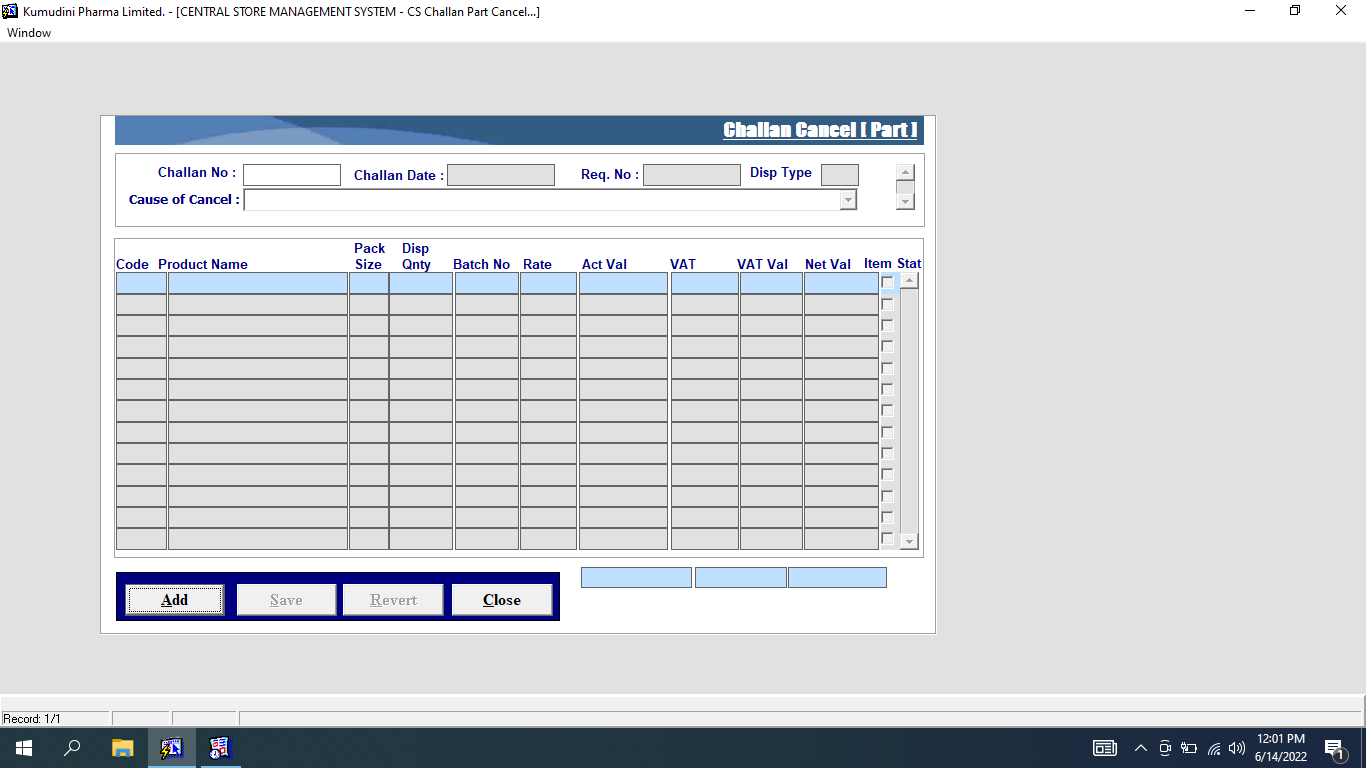 Kumudini Pharma Limited. - [CENTRAL STORE MANAGEMENT SYSTEM - CS Challan Part Cancel...]
Window
Challan Cancel [ Part ]
Challan No : Challan Date : Req. No : Disp Type
Cause of Cancel :
Pack Disp
Code Product Name Size Qnty Batch No Rate Act Val VAT VAT Val Net Val Item Stat
Add Save Revert Close
Record: 1/1
12:01 PM
6/14/2022
1